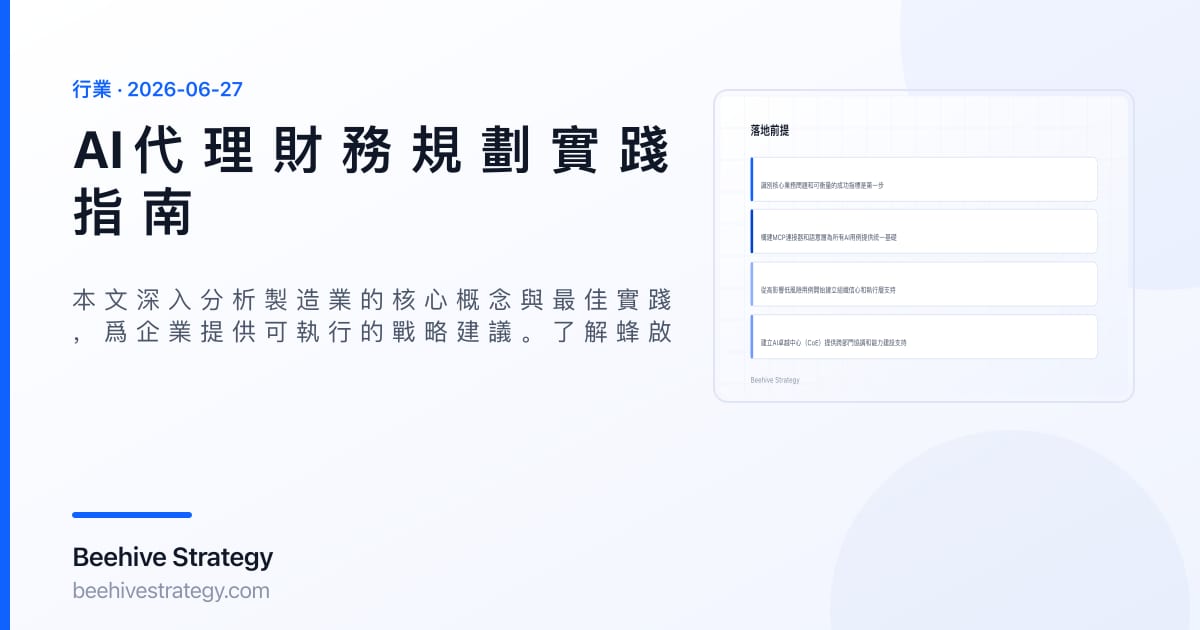 行業 · 2026-06-27
AI代理財務規劃實踐
指南
本文深入分析製造業的核心概念與最佳實踐
，爲企業提供可執行的戰略建議。了解蜂啟
Beehive Strategy
beehivestrategy.com
落地前提
識別核心業務問題和可衡量的成功指標是第一步
構建MCP連接器和語意層為所有AI用例提供統一基礎
從高影響低風險用例開始建立組織信心和執行層支持
建立AI卓越中心（CoE）提供跨部門協調和能力建設支持
Beehive Strategy